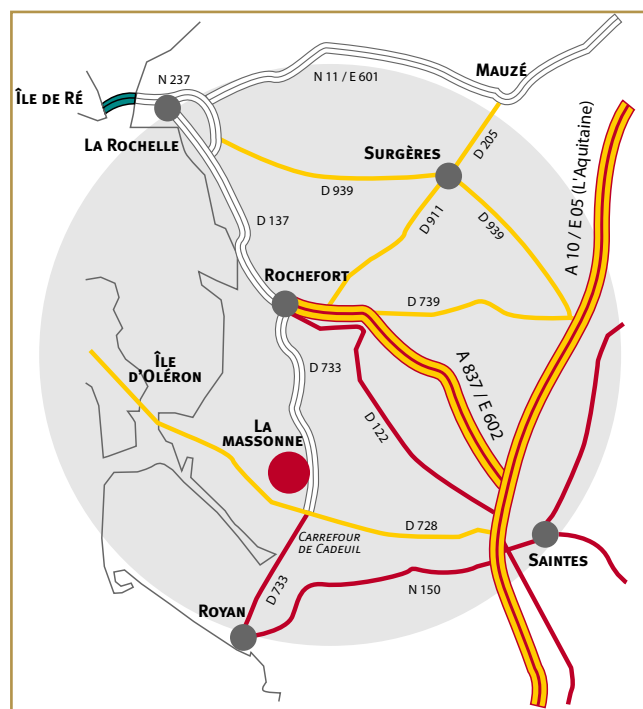 N 237
N 11 / E 601
Mauzé
Île de Ré
La Rochelle
Surgères
D 205
A 10 / E 05 (L'Aquitaine)
D 939
D 911
D 939
D 137
Rochefort
D 739
Île
d'Oléron
D 733
A 837 / E 602
La
massonne
D 122
D 728
Carrefour
de Cadeuil
Saintes
D 733
N 150
Royan